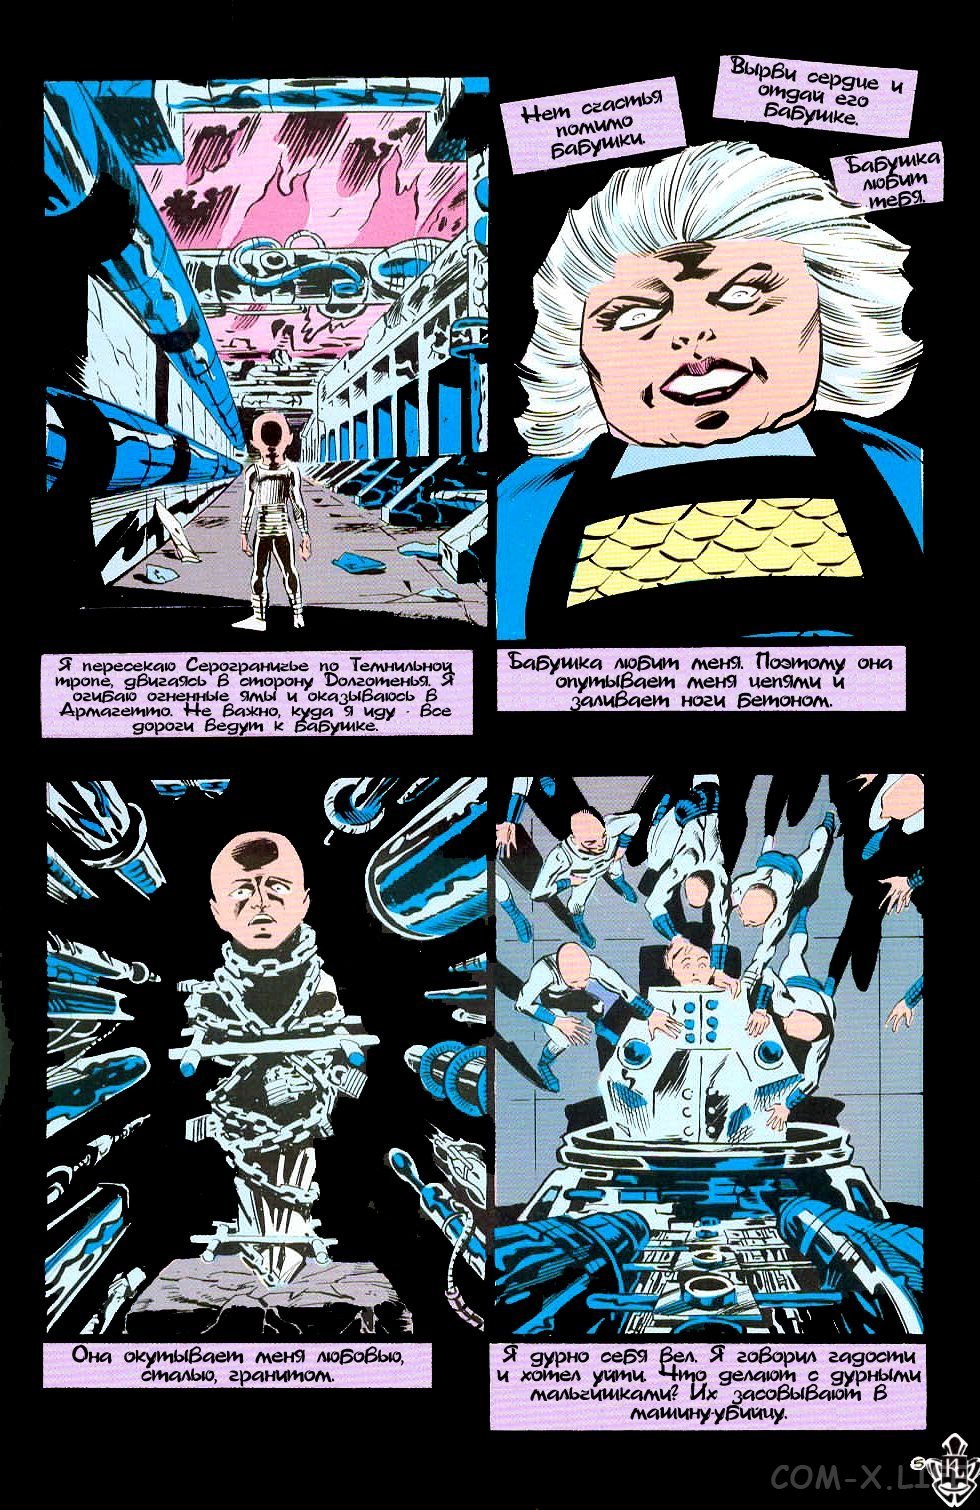 Нет счастья
помимо
Бабушки.
Вырви сердце и
отдай его
Бабушке.
Бабушка
любит
тебя.
Я пересекаю Серограничье по Темнильной
тропе, двигаясь в сторону Долготенья. Я
огибаю огненные ямы и оказываюсь в
Армагетто. Не важно, куда я иду - все
дороги ведут к Бабушке.
Бабушка любит меня. Поэтому она
опутывает меня цепями и
заливает ноги бетоном.
Она окутывает меня любовью,
сталью, гранитом.
Я дурно себя вел. Я говорил гадости
и хотел уйти. Что делают с дурными
мальчишками? Их засовывают в
машину-убийцу.
6
COM-X.LI